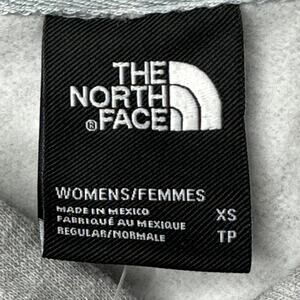 THE
NORTH
FACE
WOMENS/FEMMES
MADE IN MEXICO XS
FABRIQUÉ AU MEXIQUE
REGULAR/NORMALE TP